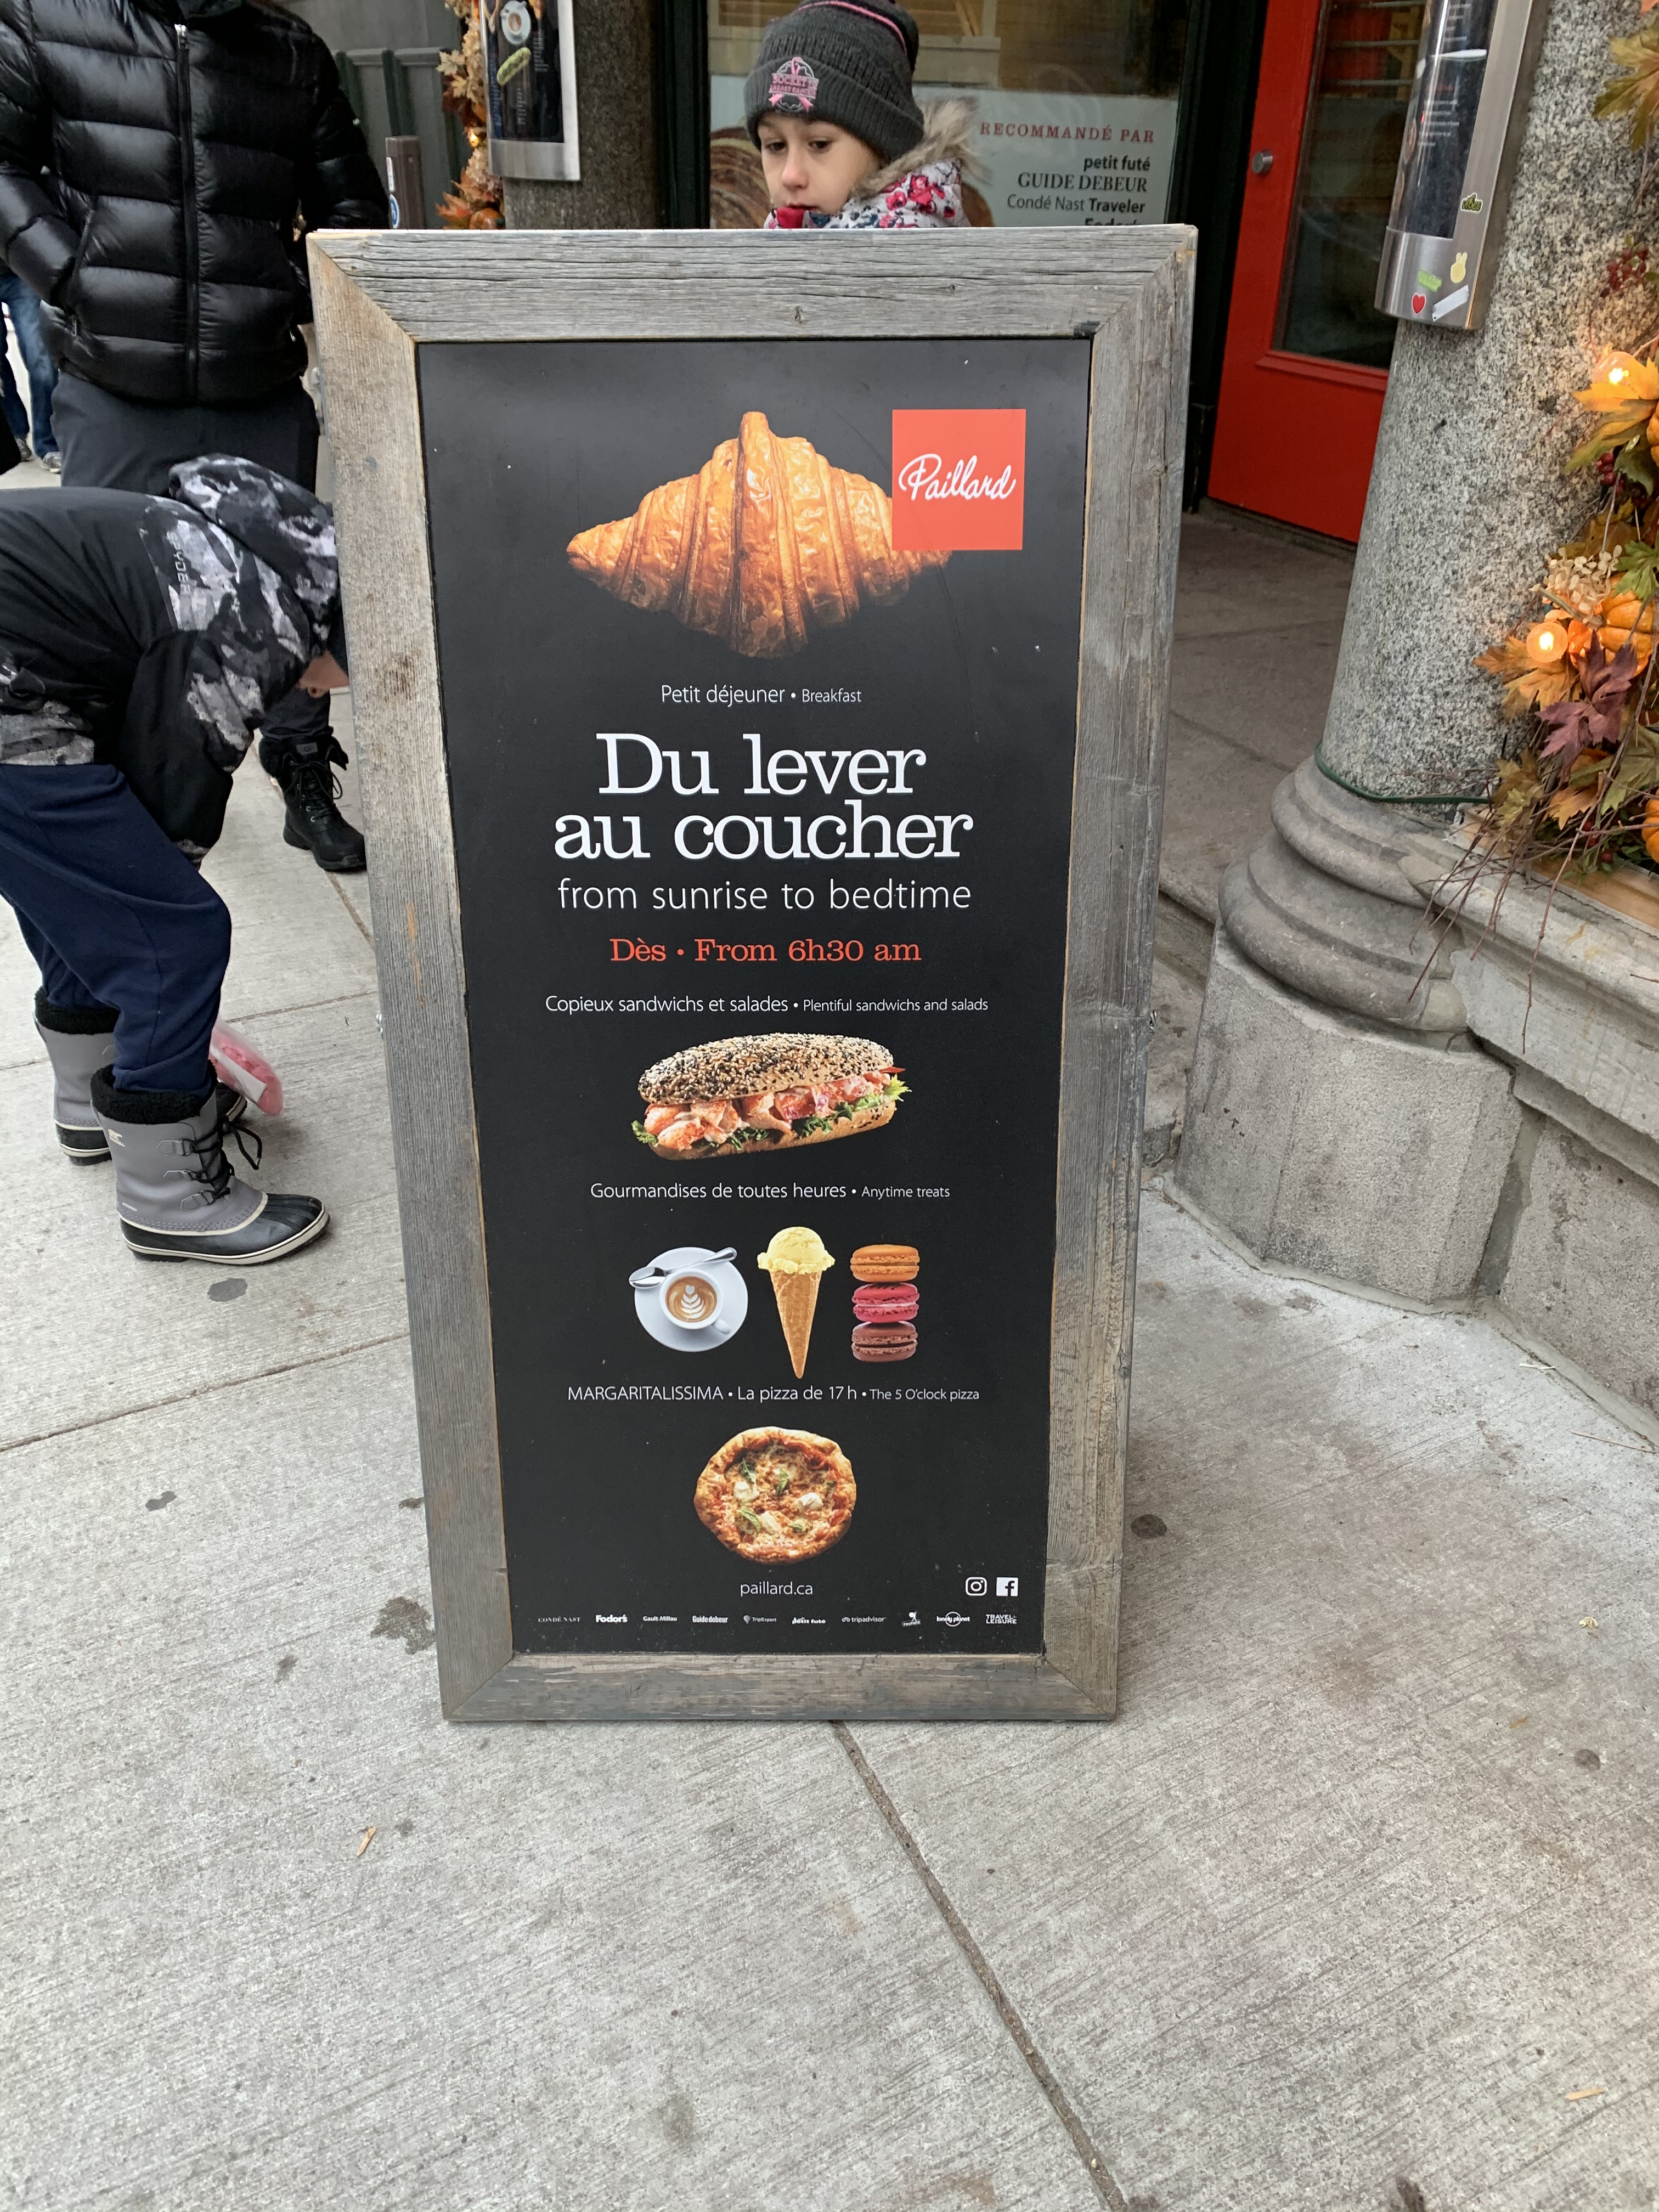 RECOMMANDÉ PAR
petit futé
GUIDE DEBEUR
Condé Nast Traveler
Paillard
Petit déjeuner • Breakfast
Du lever
au coucher
from sunrise to bedtime
Dès • From 6h30 am
Copieux sandwichs et salades • Plentiful sandwichs and salads
Gourmandises de toutes heures • Anytime treats
MARGARITALISSIMA • La pizza de 17 h • The 5 O'clock pizza
paillard.ca
CONDÉ NAST Fodor's Gault-Millau Guide debeur TripExpert petit futé tripadvisor lonely planet TRAVEL+ LEISURE